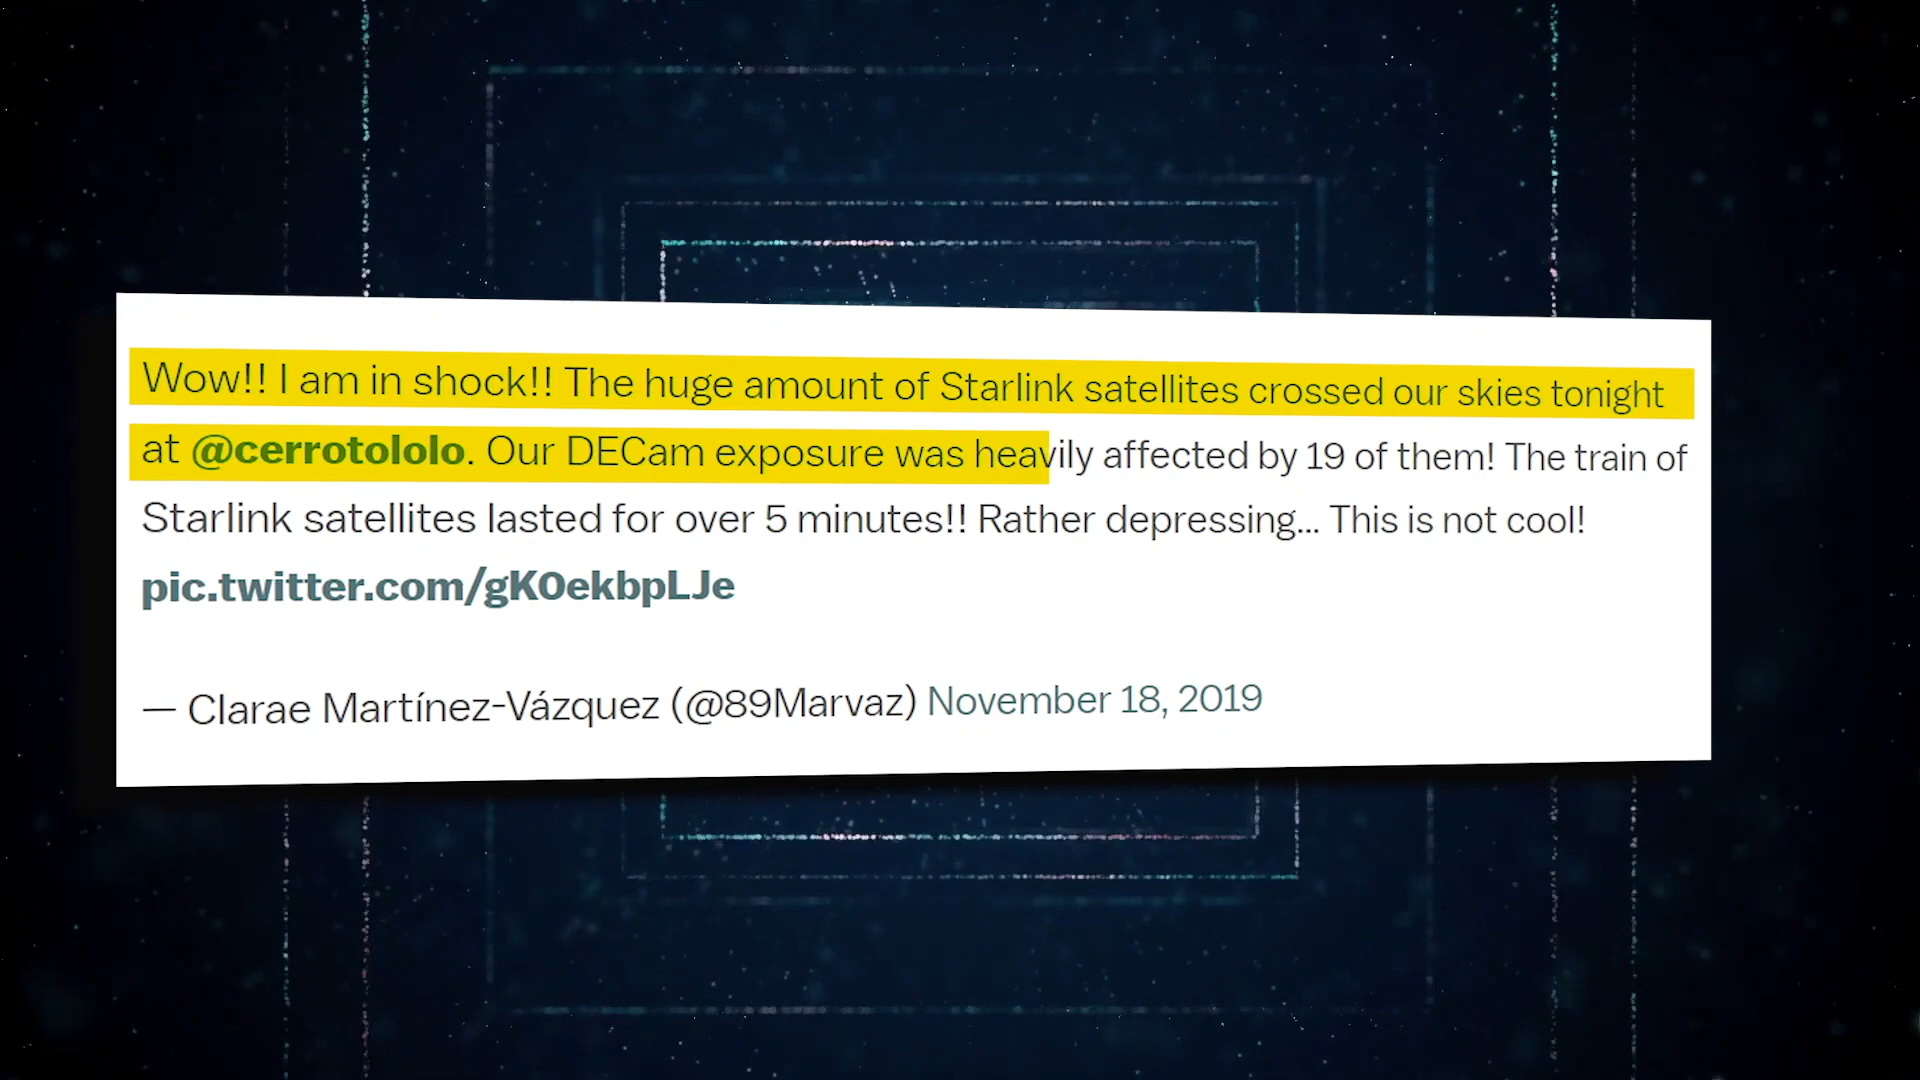 Wow!! I am in shock!! The huge amount of Starlink satellites crossed our skies tonight
at @cerrotololo. Our DECam exposure was heavily affected by 19 of them! The train of
Starlink satellites lasted for over 5 minutes!! Rather depressing... This is not cool!
pic.twitter.com/gK0ekbpLJe
— Clarae Martínez-Vázquez (@89Marvaz) November 18, 2019